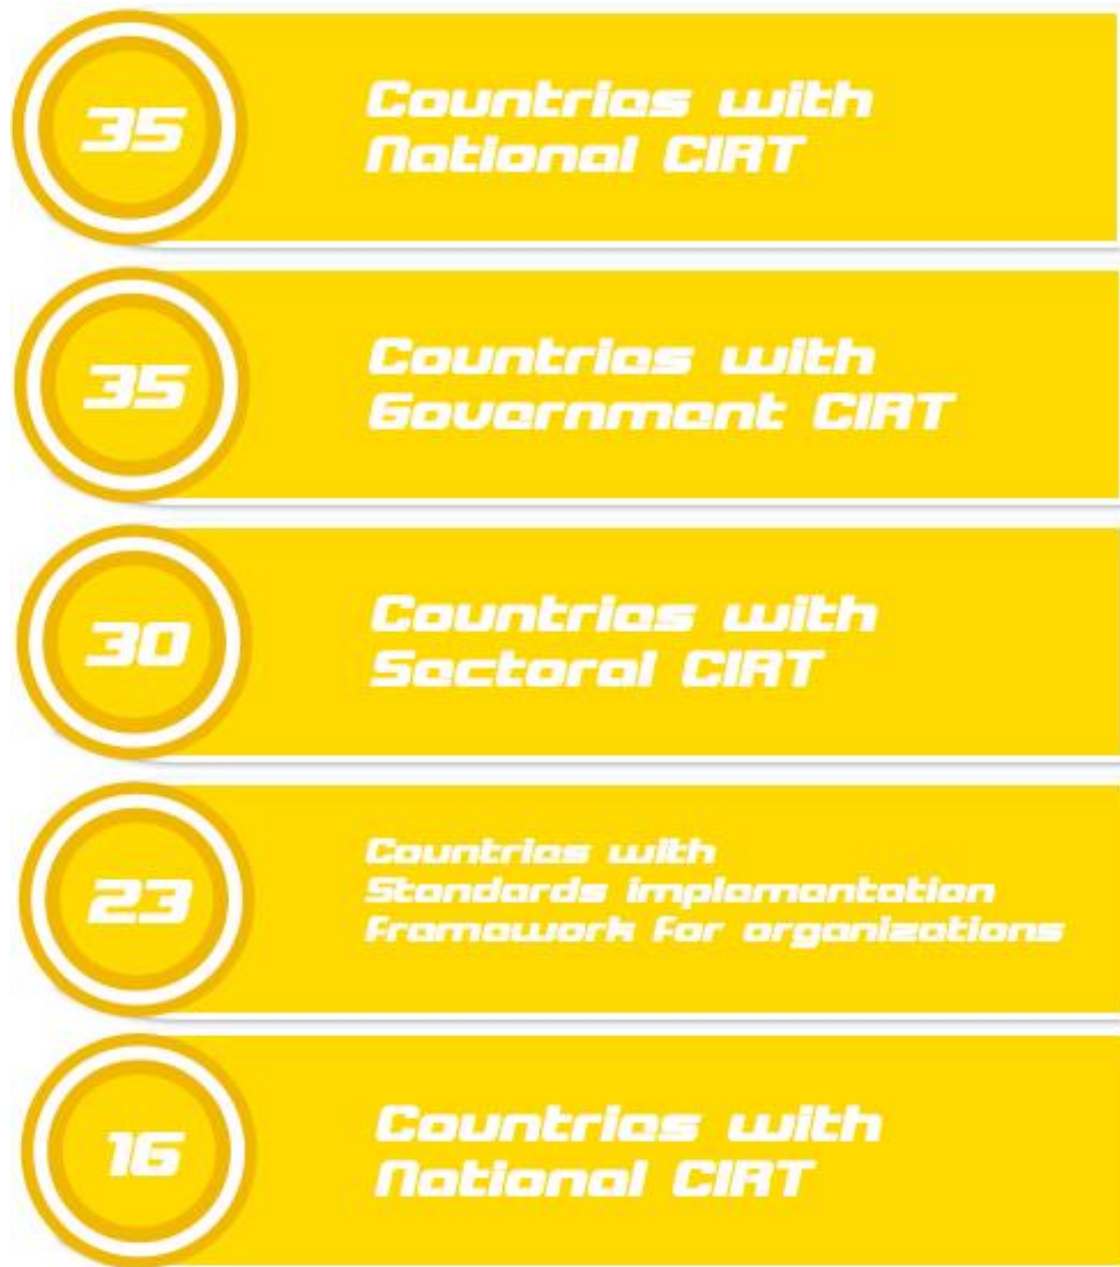 35
Countries with
National CIRT
35
Countries with
Government CIRT
30
Countries with
Sectoral CIRT
23
Countries with
Standards implementation
framework for organizations
16
Countries with
National CIRT